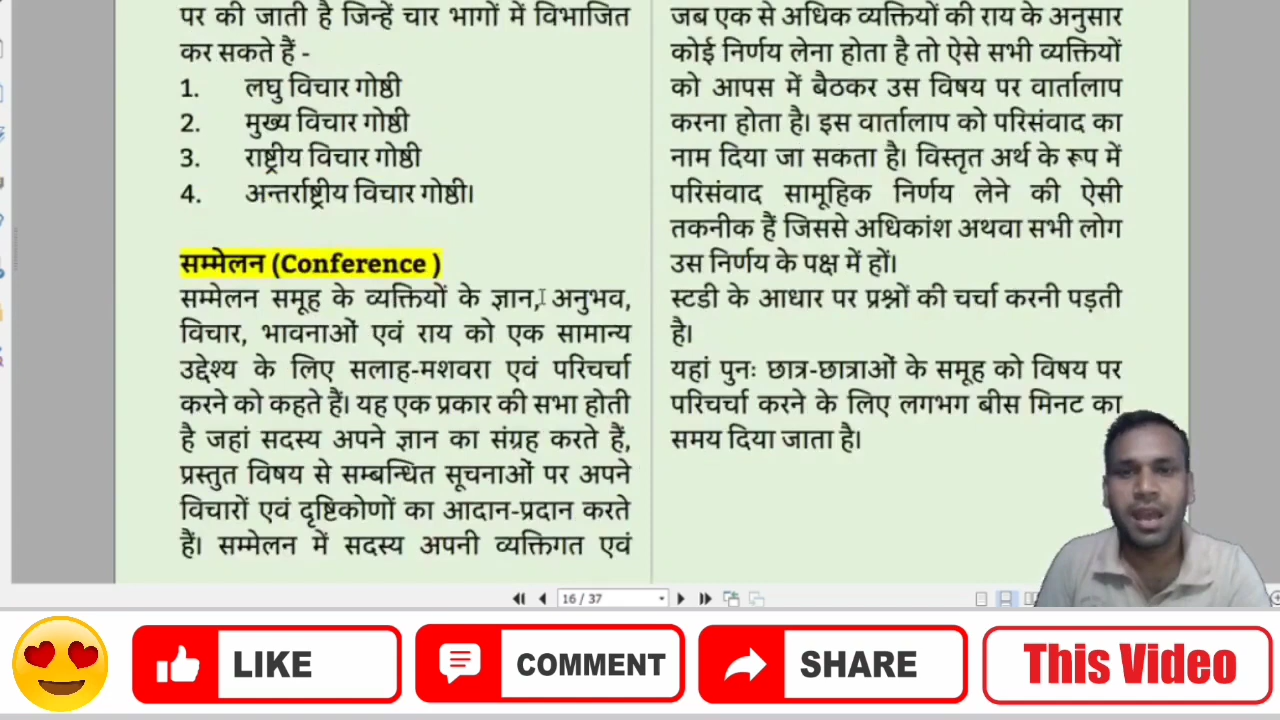 पर की जाती है जिन्हें चार भागों में विभाजित
कर सकते हैं -
1. लघु विचार गोष्ठी
2. मुख्य विचार गोष्ठी
3. राष्ट्रीय विचार गोष्ठी
4. अन्तर्राष्ट्रीय विचार गोष्ठी।
सम्मेलन (Conference )
सम्मेलन समूह के व्यक्तियों के ज्ञान, अनुभव,
विचार, भावनाओं एवं राय को एक सामान्य
उद्देश्य के लिए सलाह-मशवरा एवं परिचर्चा
करने को कहते हैं। यह एक प्रकार की सभा होती
है जहां सदस्य अपने ज्ञान का संग्रह करते हैं,
प्रस्तुत विषय से सम्बन्धित सूचनाओं पर अपने
विचारों एवं दृष्टिकोणों का आदान-प्रदान करते
हैं। सम्मेलन में सदस्य अपनी व्यक्तिगत एवं
जब एक से अधिक व्यक्तियों की राय के अनुसार
कोई निर्णय लेना होता है तो ऐसे सभी व्यक्तियों
को आपस में बैठकर उस विषय पर वार्तालाप
करना होता है। इस वार्तालाप को परिसंवाद का
नाम दिया जा सकता है। विस्तृत अर्थ के रूप में
परिसंवाद सामूहिक निर्णय लेने की ऐसी
तकनीक हैं जिससे अधिकांश अथवा सभी लोग
उस निर्णय के पक्ष में हों।
स्टडी के आधार पर प्रश्नों की चर्चा करनी पड़ती
है।
यहां पुनः छात्र-छात्राओं के समूह को विषय पर
परिचर्चा करने के लिए लगभग बीस मिनट का
समय दिया जाता है।
16 / 37
LIKE
COMMENT
SHARE
This Video